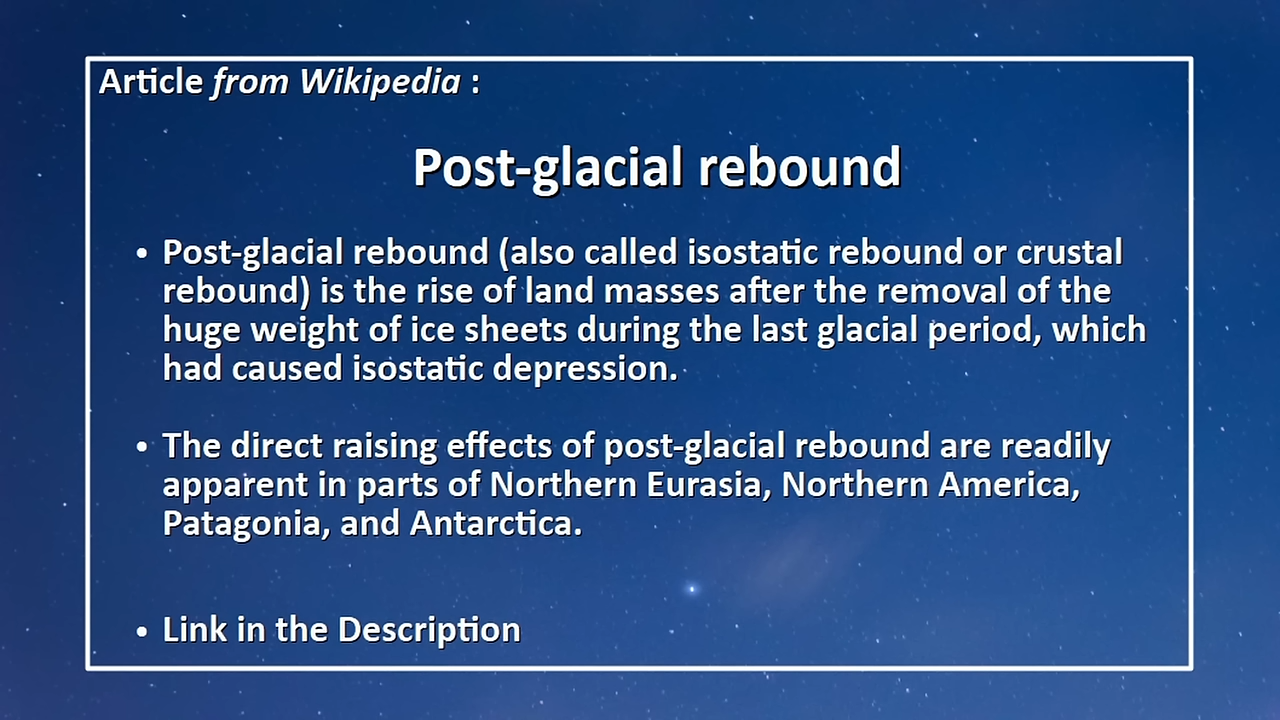 Article from Wikipedia :
Post-glacial rebound
• Post-glacial rebound (also called isostatic rebound or crustal
rebound) is the rise of land masses after the removal of the
huge weight of ice sheets during the last glacial period, which
had caused isostatic depression.
• The direct raising effects of post-glacial rebound are readily
apparent in parts of Northern Eurasia, Northern America,
Patagonia, and Antarctica.
• Link in the Description